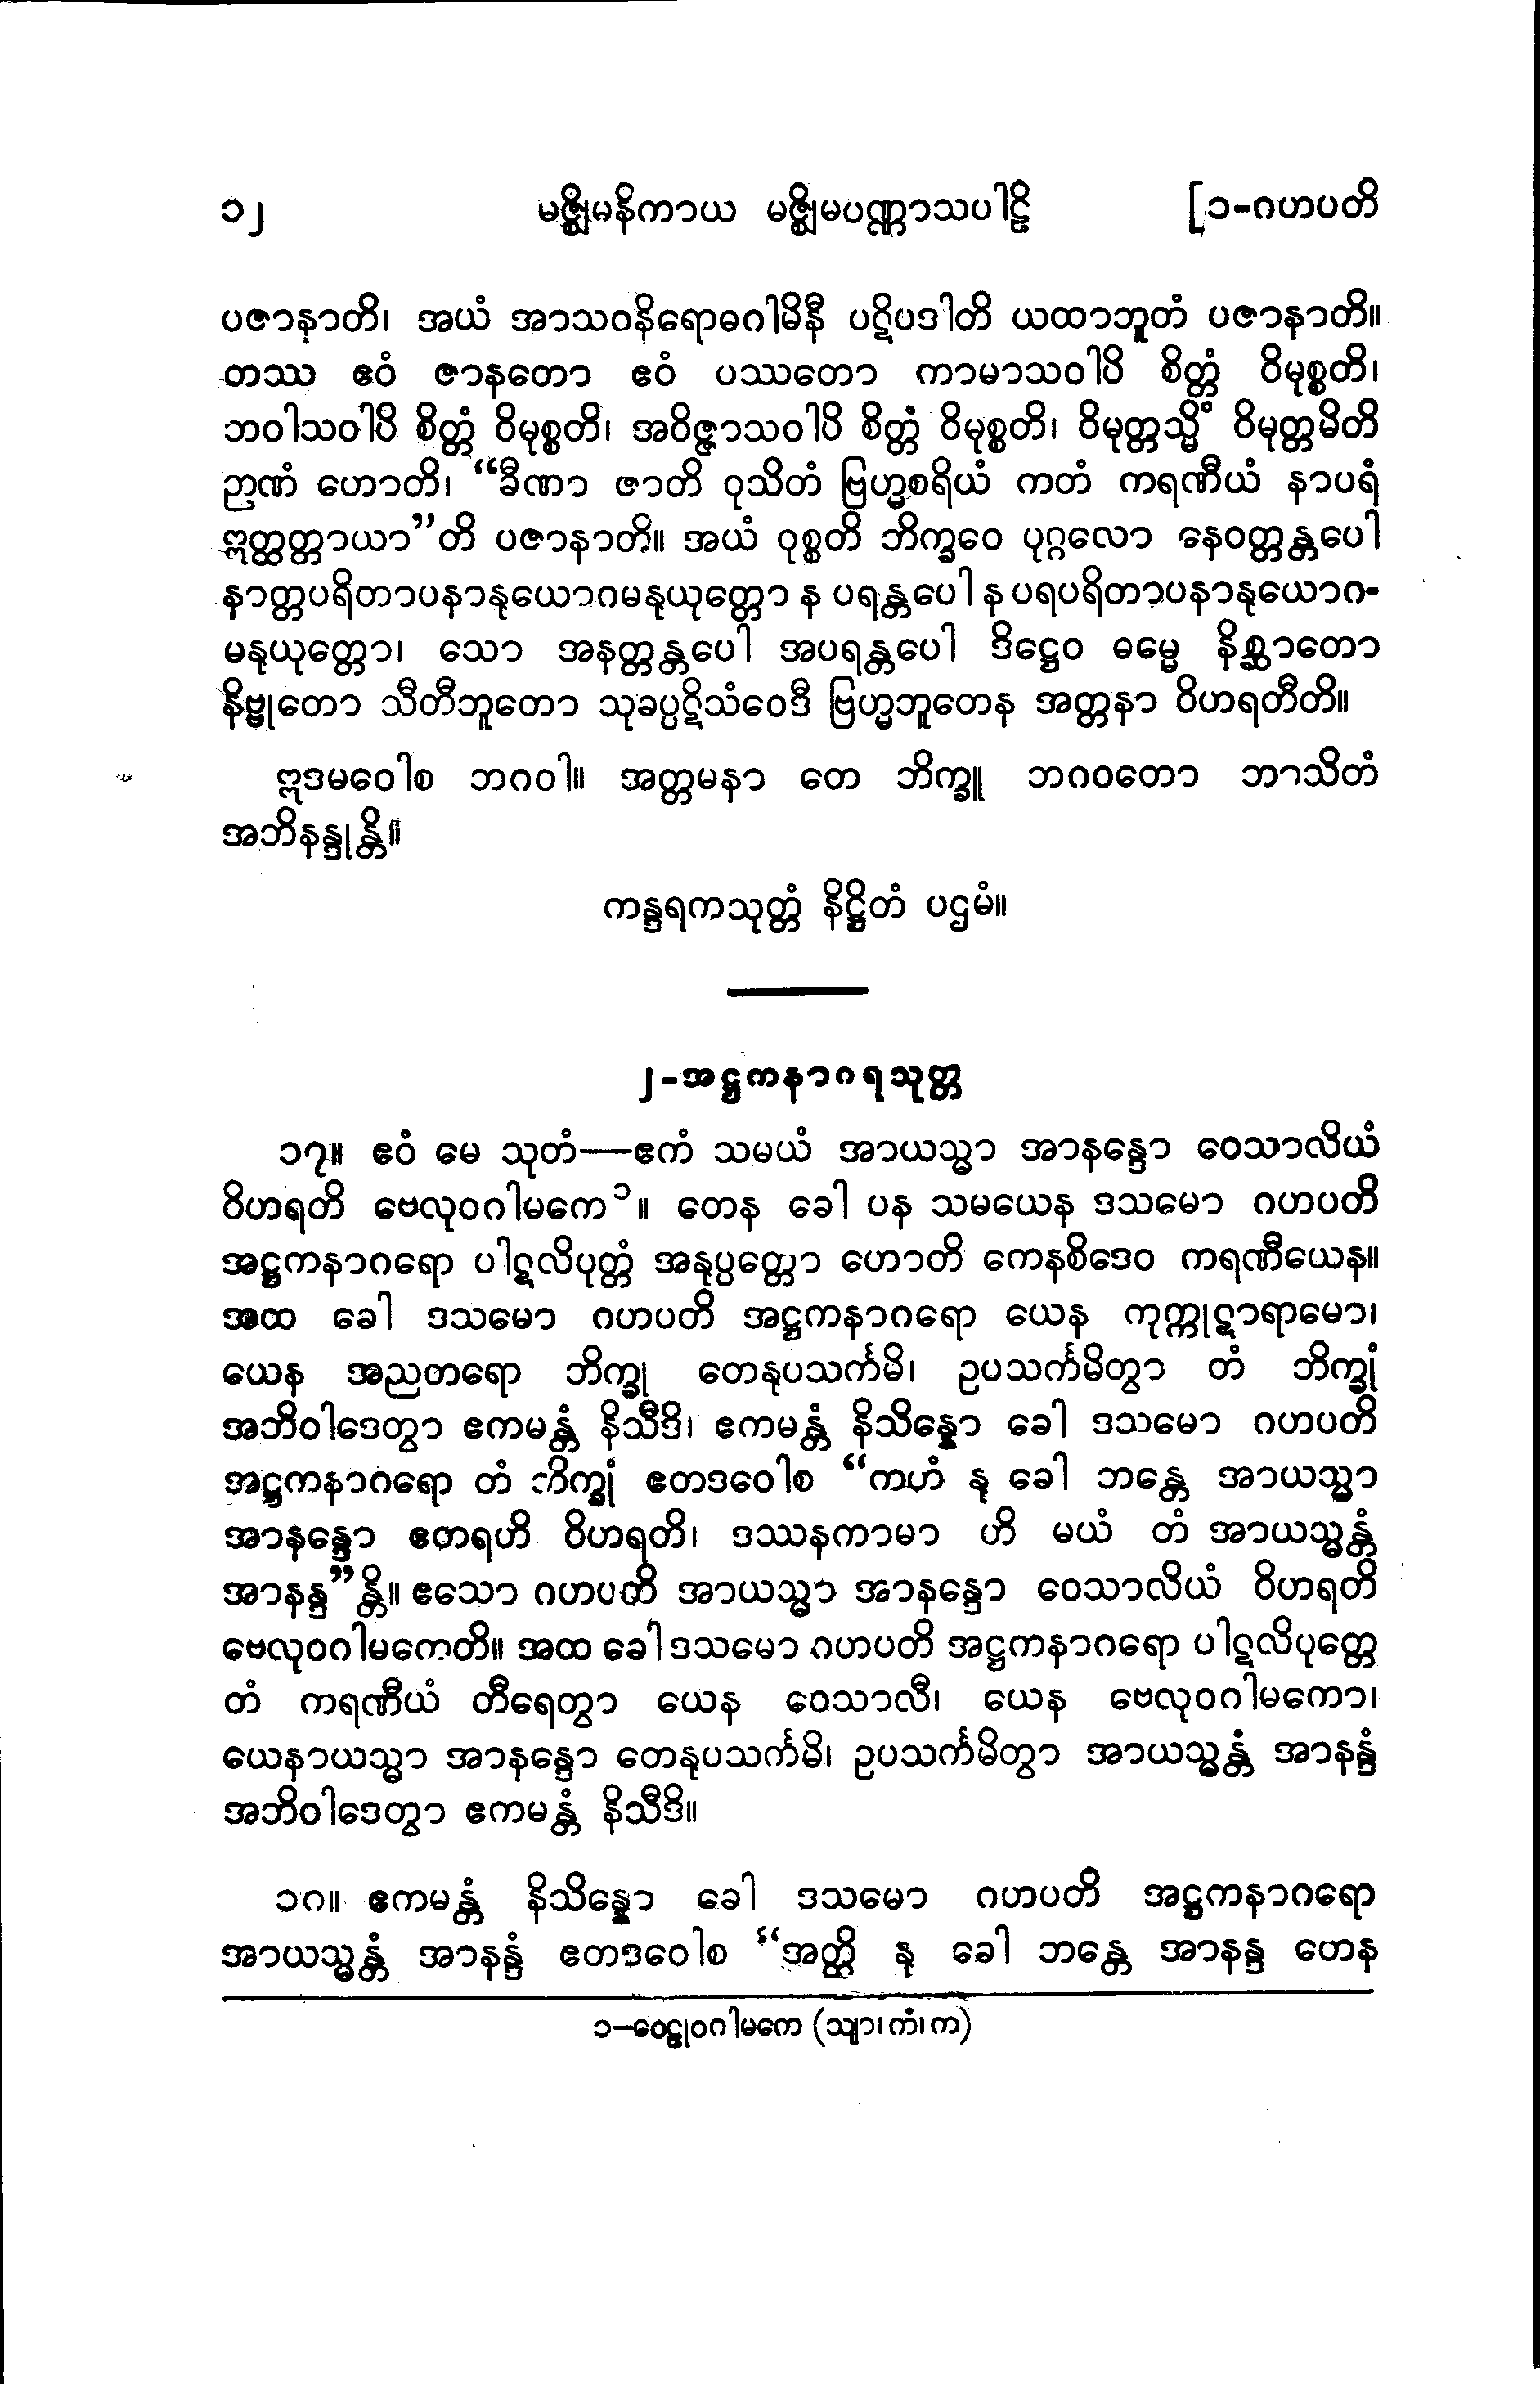 ၁၂ မဇ္ဈိမနိကာယ မဇ္ဈိမပဏ္ဏာသပါဠိ [၁-ဂဟပတိ
ပဇာနာတိ၊ အယံ အာသဝနိရောဓဂါမိနီ ပဋိပဒါတိ ယထာဘူတံ ပဇာနာတိ။
တဿ ဧဝံ ဇာနတော ဧဝံ ပဿတော ကာမာသဝါပိ စိတ္တံ ဝိမုစ္စတိ၊
ဘဝါသဝါပိ စိတ္တံ ဝိမုစ္စတိ၊ အဝိဇ္ဇာသဝါပိ စိတ္တံ ဝိမုစ္စတိ၊ ဝိမုတ္တသ္မိံ ဝိမုတ္တမိတိ
ဉာဏံ ဟောတိ၊ “ခီဏာ ဇာတိ ဝုသိတံ ဗြဟ္မစရိယံ ကတံ ကရဏီယံ နာပရံ
ဣတ္ထတ္တာယာ”တိ ပဇာနာတိ။ အယံ ဝုစ္စတိ ဘိက္ခဝေ ပုဂ္ဂလော နေဝတ္တန္တပေါ
နာတ္တပရိတာပနာနုယောဂမနုယုတ္တော န ပရန္တပေါ န ပရပရိတာပနာနုယောဂ-
မနုယုတ္တော၊ သော အနတ္တန္တပေါ အပရန္တပေါ ဒိဋ္ဌေဝ ဓမ္မေ နိစ္ဆာတော
နိဗ္ဗုတော သီတီဘူတော သုခပ္ပဋိသံဝေဒီ ဗြဟ္မဘူတေန အတ္တနာ ဝိဟရတီတိ။
ဣဒမဝေါစ ဘဂဝါ။ အတ္တမနာ တေ ဘိက္ခူ ဘဂဝတော ဘာသိတံ
အဘိနန္ဒုန္တိ။
ကန္ဒရကသုတ္တံ နိဋ္ဌိတံ ပဌမံ။
၂-အဋ္ဌကနာဂရသုတ္တ
၁၇။ ဧဝံ မေ သုတံ—ဧကံ သမယံ အာယသ္မာ အာနန္ဒော ဝေသာလိယံ
ဝိဟရတိ ဗေလုဝဂါမကေ၁။ တေန ခေါ ပန သမယေန ဒသမော ဂဟပတိ
အဋ္ဌကနာဂရော ပါဋလိပုတ္တံ အနုပ္ပတ္တော ဟောတိ ကေနစိဒေဝ ကရဏီယေန။
အထ ခေါ ဒသမော ဂဟပတိ အဋ္ဌကနာဂရော ယေန ကုက္ကုဋာရာမော၊
ယေန အညတရော ဘိက္ခု တေနုပသင်္ကမိ၊ ဥပသင်္ကမိတွာ တံ ဘိက္ခုံ
အဘိဝါဒေတွာ ဧကမန္တံ နိသီဒိ၊ ဧကမန္တံ နိသိန္နော ခေါ ဒသမော ဂဟပတိ
အဋ္ဌကနာဂရော တံ ဘိက္ခုံ ဧတဒဝေါစ “ကဟံ နု ခေါ ဘန္တေ အာယသ္မာ
အာနန္ဒော ဧတရဟိ ဝိဟရတိ၊ ဒဿနကာမာ ဟိ မယံ တံ အာယသ္မန္တံ
အာနန္ဒ”န္တိ။ ဧသော ဂဟပတိ အာယသ္မာ အာနန္ဒော ဝေသာလိယံ ဝိဟရတိ
ဗေလုဝဂါမကေတိ။ အထ ခေါ ဒသမော ဂဟပတိ အဋ္ဌကနာဂရော ပါဋလိပုတ္တေ
တံ ကရဏီယံ တီရေတွာ ယေန ဝေသာလီ၊ ယေန ဗေလုဝဂါမကော၊
ယေနာယသ္မာ အာနန္ဒော တေနုပသင်္ကမိ၊ ဥပသင်္ကမိတွာ အာယသ္မန္တံ အာနန္ဒံ
အဘိဝါဒေတွာ ဧကမန္တံ နိသီဒိ။
၁၈။ ဧကမန္တံ နိသိန္နော ခေါ ဒသမော ဂဟပတိ အဋ္ဌကနာဂရော
အာယသ္မန္တံ အာနန္ဒံ ဧတဒဝေါစ “အတ္ထိ နု ခေါ ဘန္တေ အာနန္ဒ တေန
၁-ဝေဠုဝဂါမကေ (သျာ၊ ကံ၊ က)